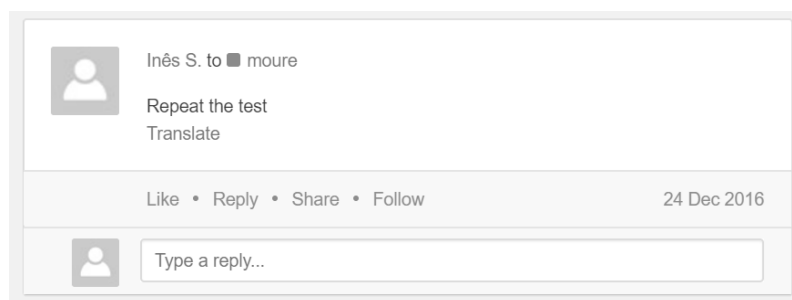 Inês S. to moure
Repeat the test
Translate
Like • Reply • Share • Follow 24 Dec 2016
Type a reply...